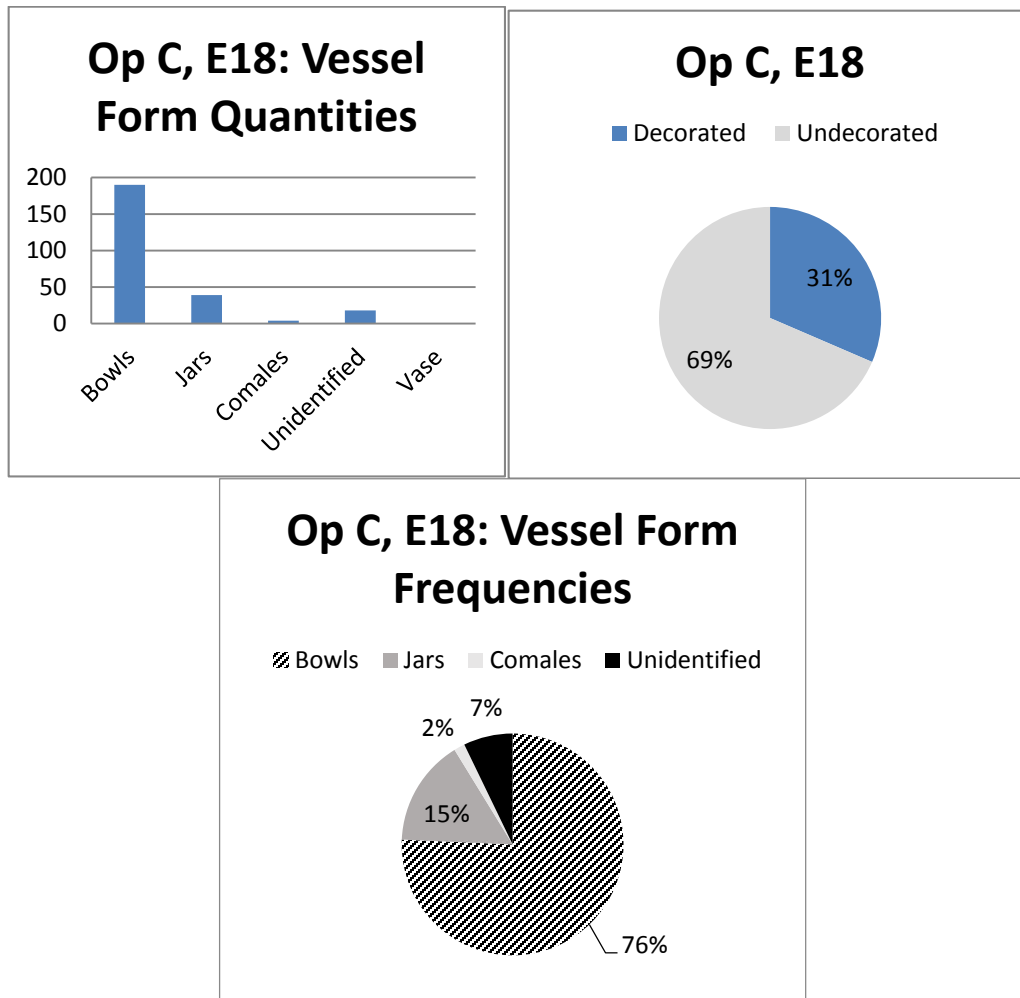 Op C, E18: Vessel
Form Quantities
200
150
100
50
0
Bowls
Jars
Comales
Unidentified
Vase
Op C, E18
Decorated Undecorated
31%
69%
Op C, E18: Vessel Form
Frequencies
Bowls Jars Comales Unidentified
7%
2%
15%
76%